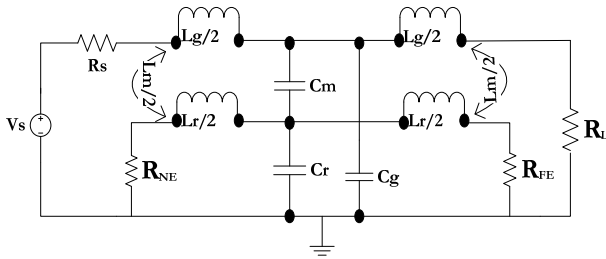 Lg/2 Lg/2
Rs
Lm/2 Lm/2
Cm
Vs
Lr/2 Lr/2
RL
RNE Cr Cg RFE